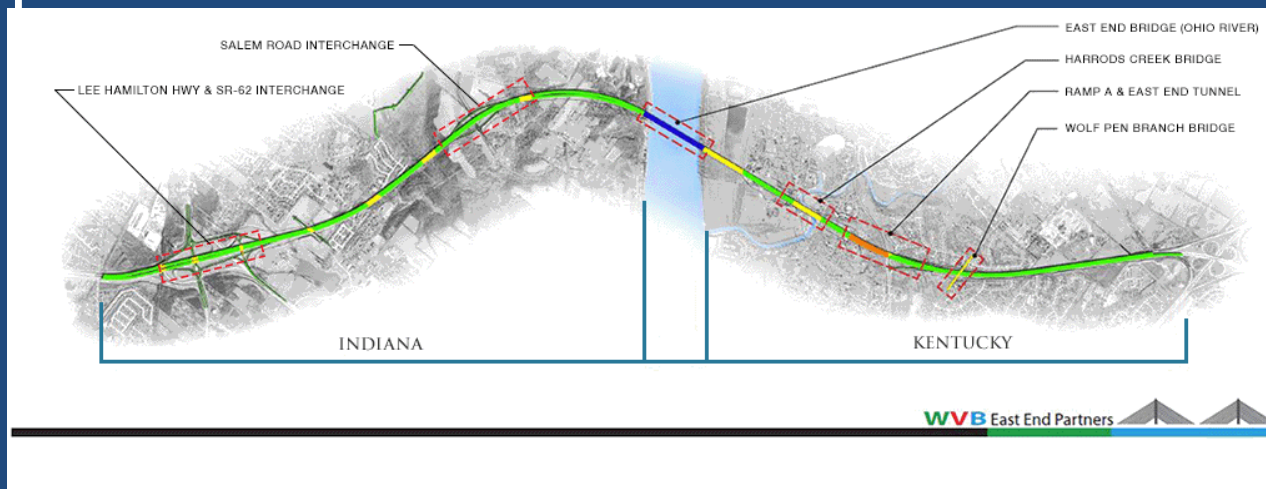 EAST END BRIDGE (OHIO RIVER)
SALEM ROAD INTERCHANGE
HARRODS CREEK BRIDGE
LEE HAMILTON HWY & SR-62 INTERCHANGE
RAMP A & EAST END TUNNEL
WOLF PEN BRANCH BRIDGE
INDIANA
KENTUCKY
WVB East End Partners